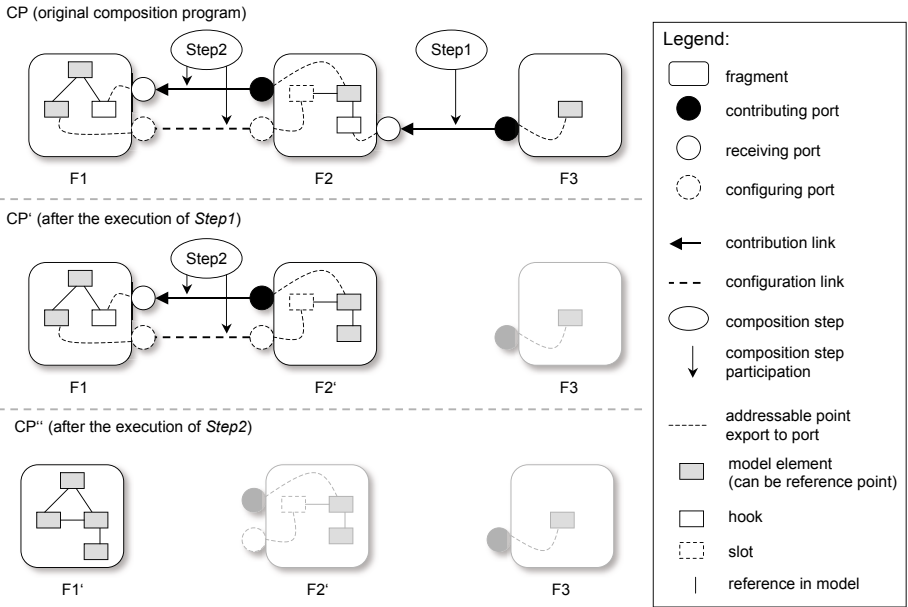 CP (original composition program)
Step2
Step1
F1
F2
F3
CP‘ (after the execution of Step1)
Step2
F1
F2‘
F3
CP‘‘ (after the execution of Step2)
F1‘
F2‘
F3
Legend:
fragment
contributing port
receiving port
configuring port
contribution link
configuration link
composition step
composition step
participation
addressable point
export to port
model element
(can be reference point)
hook
slot
reference in model